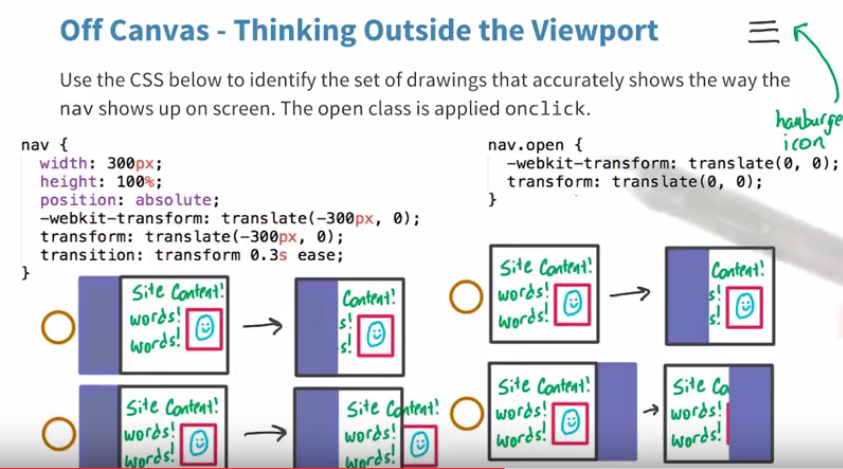 Off Canvas - Thinking Outside the Viewport
Use the CSS below to identify the set of drawings that accurately shows the way the
nav shows up on screen. The open class is applied onclick.
hamburge
icon
nav {
width: 300px;
height: 100%;
position: absolute;
-webkit-transform: translate(-300px, 0);
transform: translate(-300px, 0);
transition: transform 0.3s ease;
}
nav.open {
-webkit-transform: translate(0, 0);
transform: translate(0, 0);
}
Site Content!
words!
words!
Content!
s!
s!
Site Content!
words!
words!
Content!
s!
s!
Site Content!
words!
words!
Site Content!
words!
words!
Site Content!
words!
words!
Site Co
words!
words!